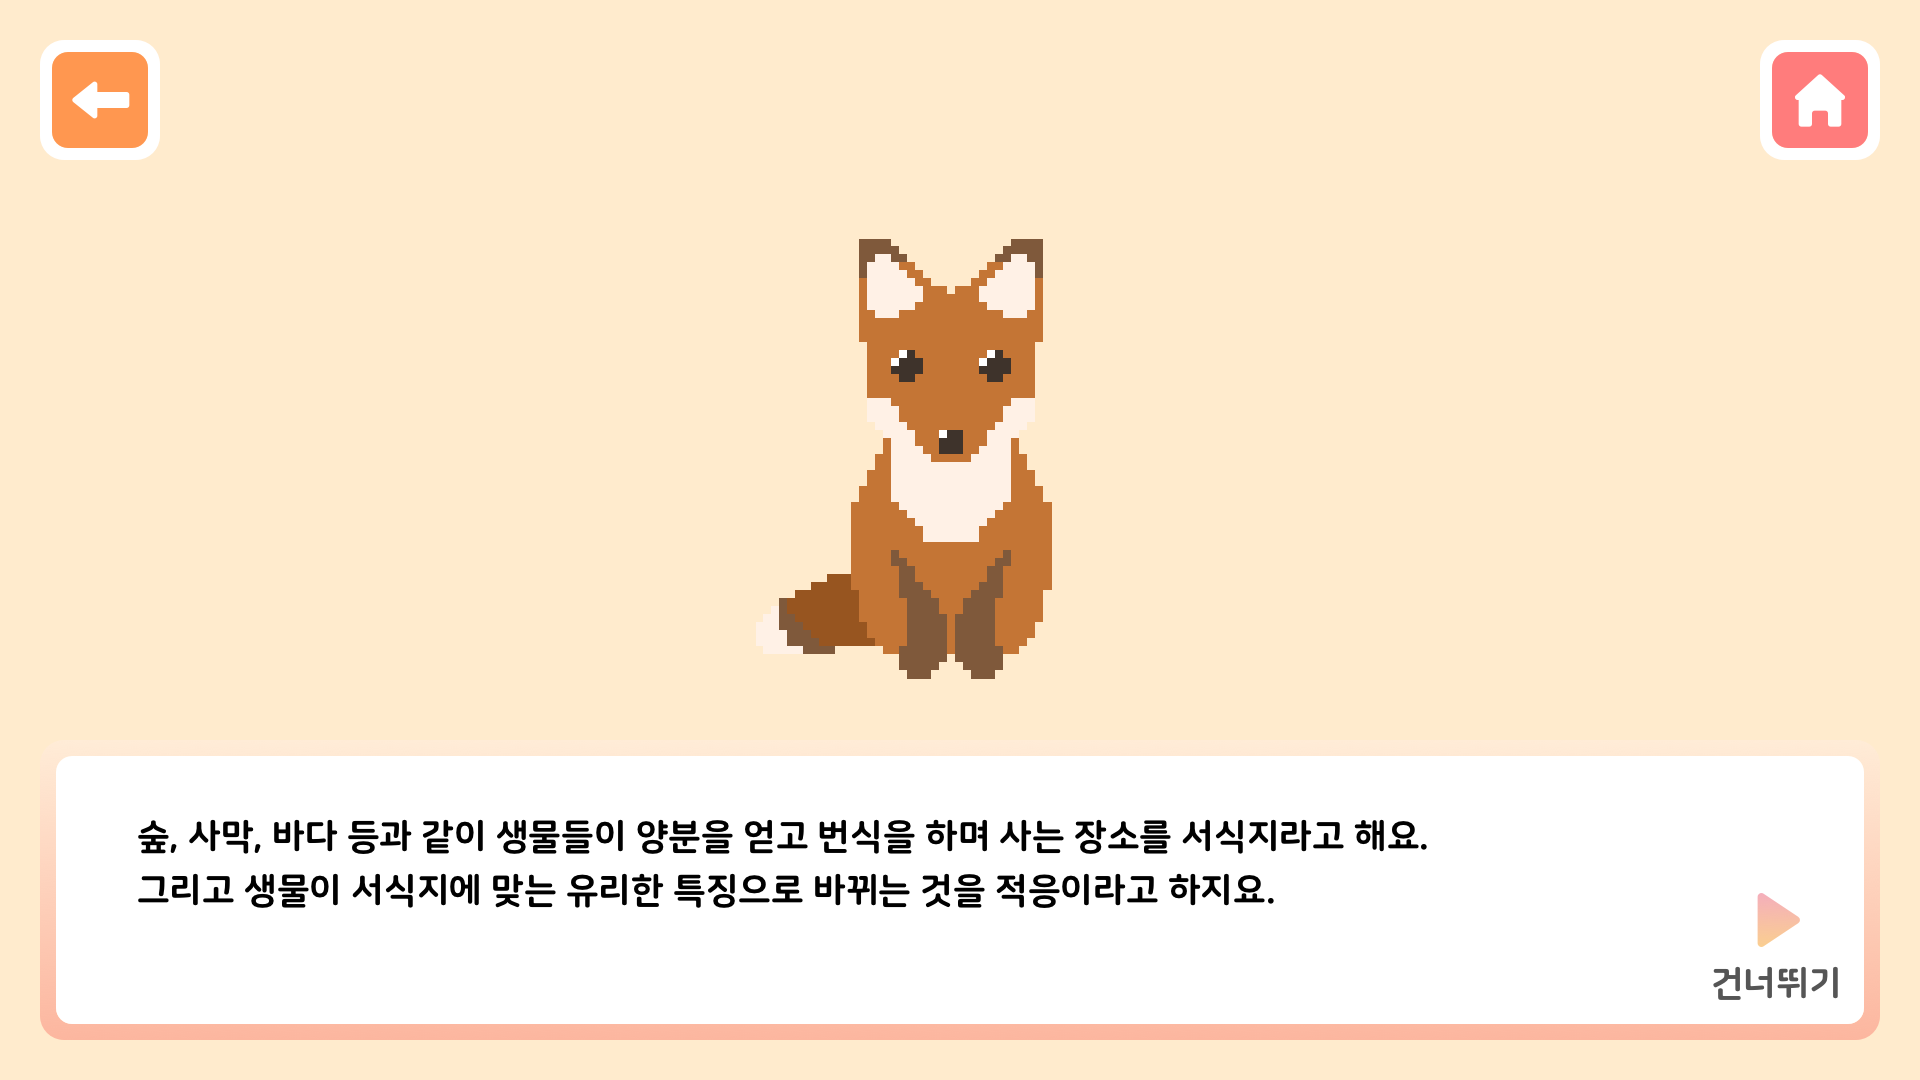 숲, 사막, 바다 등과 같이 생물들이 양분을 얻고 번식을 하며 사는 장소를 서식지라고 해요.
그리고 생물이 서식지에 맞는 유리한 특징으로 바뀌는 것을 적응이라고 하지요.
건너뛰기